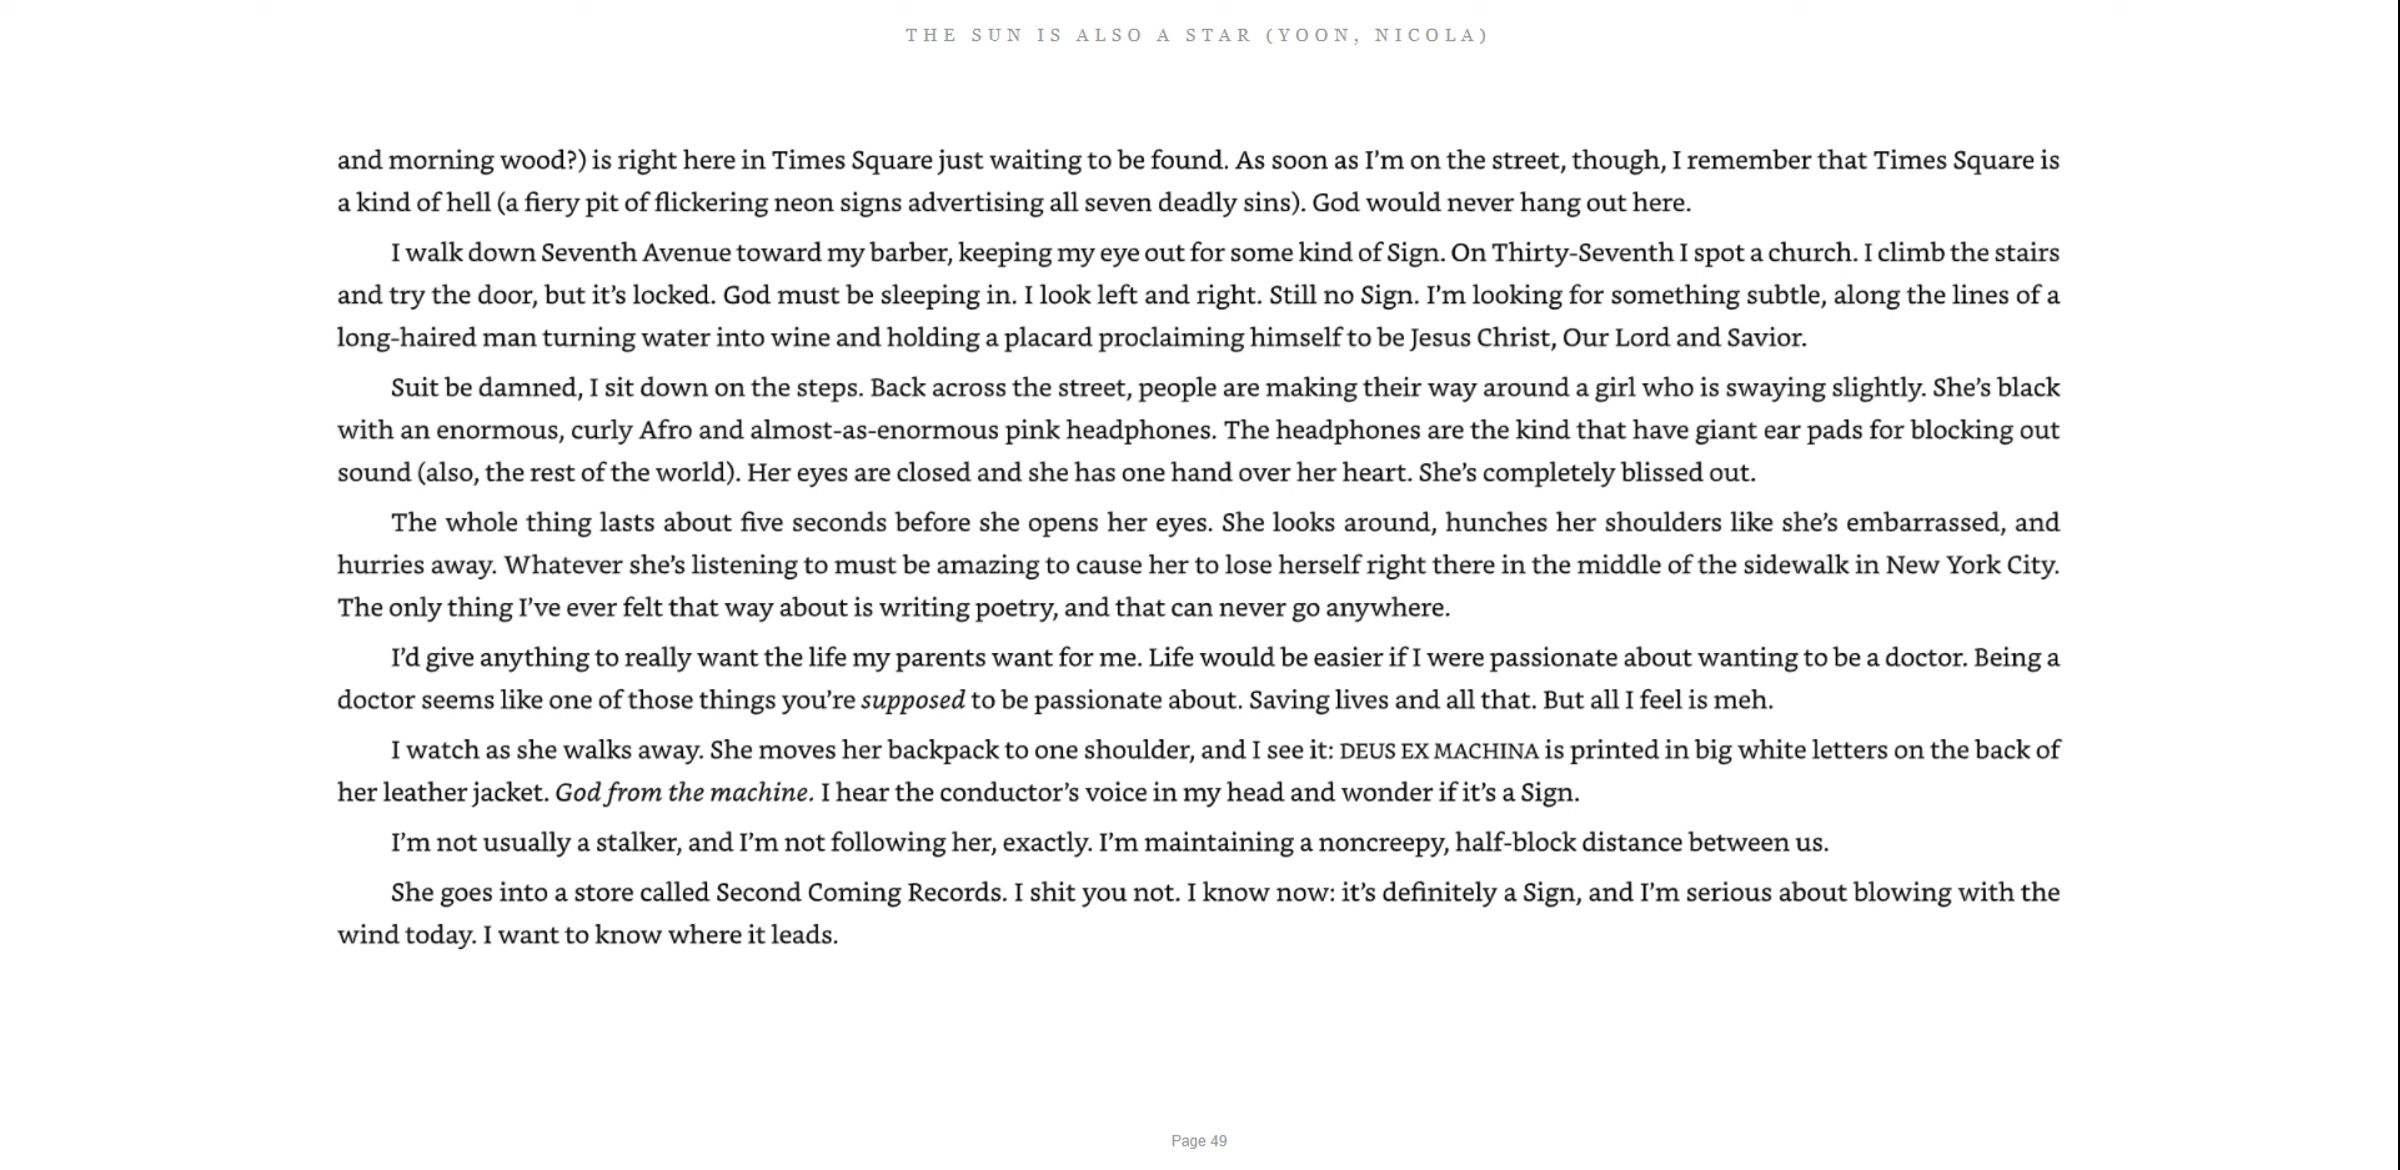 THE SUN IS ALSO A STAR (YOON, NICOLA)
and morning wood?) is right here in Times Square just waiting to be found. As soon as I’m on the street, though, I remember that Times Square is
a kind of hell (a fiery pit of flickering neon signs advertising all seven deadly sins). God would never hang out here.
I walk down Seventh Avenue toward my barber, keeping my eye out for some kind of Sign. On Thirty-Seventh I spot a church. I climb the stairs
and try the door, but it’s locked. God must be sleeping in. I look left and right. Still no Sign. I’m looking for something subtle, along the lines of a
long-haired man turning water into wine and holding a placard proclaiming himself to be Jesus Christ, Our Lord and Savior.
Suit be damned, I sit down on the steps. Back across the street, people are making their way around a girl who is swaying slightly. She’s black
with an enormous, curly Afro and almost-as-enormous pink headphones. The headphones are the kind that have giant ear pads for blocking out
sound (also, the rest of the world). Her eyes are closed and she has one hand over her heart. She’s completely blissed out.
The whole thing lasts about five seconds before she opens her eyes. She looks around, hunches her shoulders like she’s embarrassed, and
hurries away. Whatever she’s listening to must be amazing to cause her to lose herself right there in the middle of the sidewalk in New York City.
The only thing I’ve ever felt that way about is writing poetry, and that can never go anywhere.
I’d give anything to really want the life my parents want for me. Life would be easier if I were passionate about wanting to be a doctor. Being a
doctor seems like one of those things you’re supposed to be passionate about. Saving lives and all that. But all I feel is meh.
I watch as she walks away. She moves her backpack to one shoulder, and I see it: DEUS EX MACHINA is printed in big white letters on the back of
her leather jacket. God from the machine. I hear the conductor’s voice in my head and wonder if it’s a Sign.
I’m not usually a stalker, and I’m not following her, exactly. I’m maintaining a noncreepy, half-block distance between us.
She goes into a store called Second Coming Records. I shit you not. I know now: it’s definitely a Sign, and I’m serious about blowing with the
wind today. I want to know where it leads.
Page 49